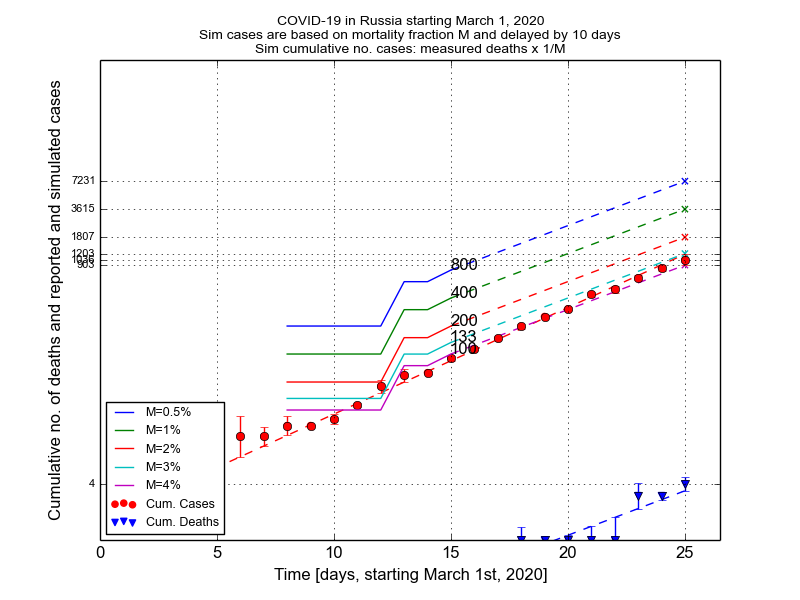 COVID-19 in Russia starting March 1, 2020
Sim cases are based on mortality fraction M and delayed by 10 days
Sim cumulative no. cases: measured deaths x 1/M
Cumulative no. of deaths and reported and simulated cases
7231
3615
1807
1203
1036
903
4
800
400
200
133
100
M=0.5%
M=1%
M=2%
M=3%
M=4%
Cum. Cases
Cum. Deaths
0 5 10 15 20 25
Time [days, starting March 1st, 2020]